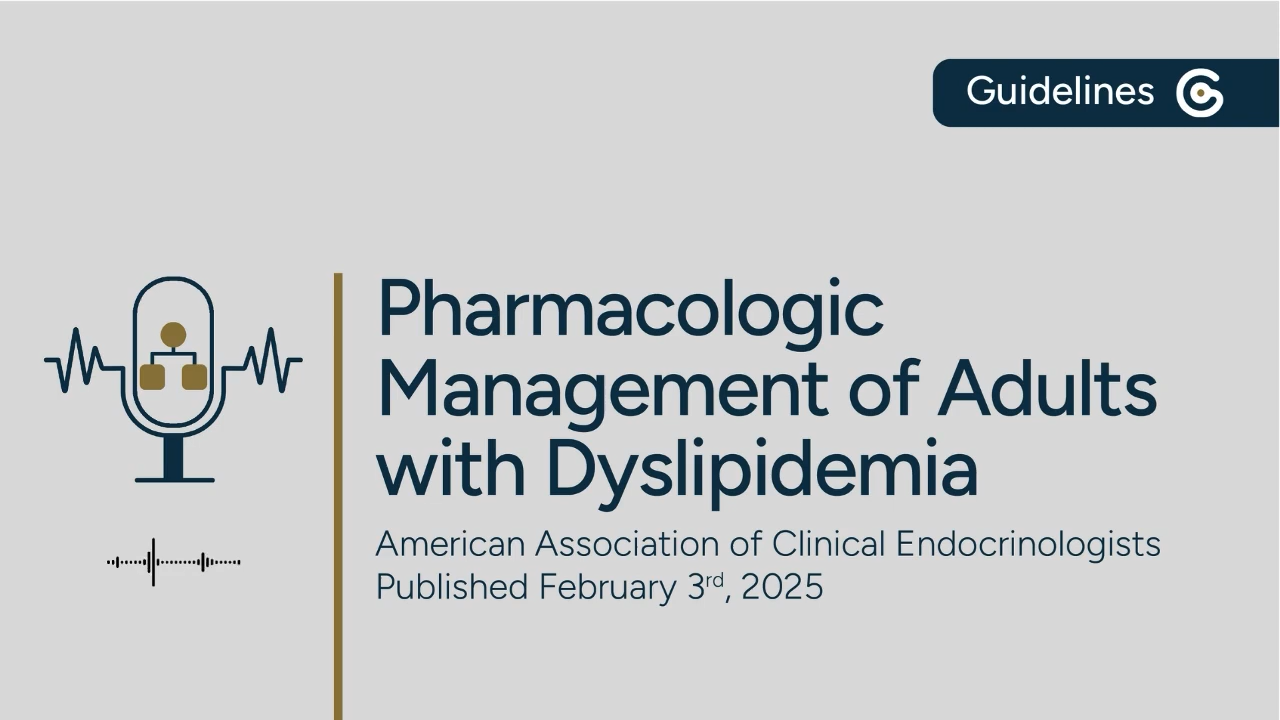 Guidelines
Pharmacologic
Management of Adults
with Dyslipidemia
American Association of Clinical Endocrinologists
Published February 3rd, 2025